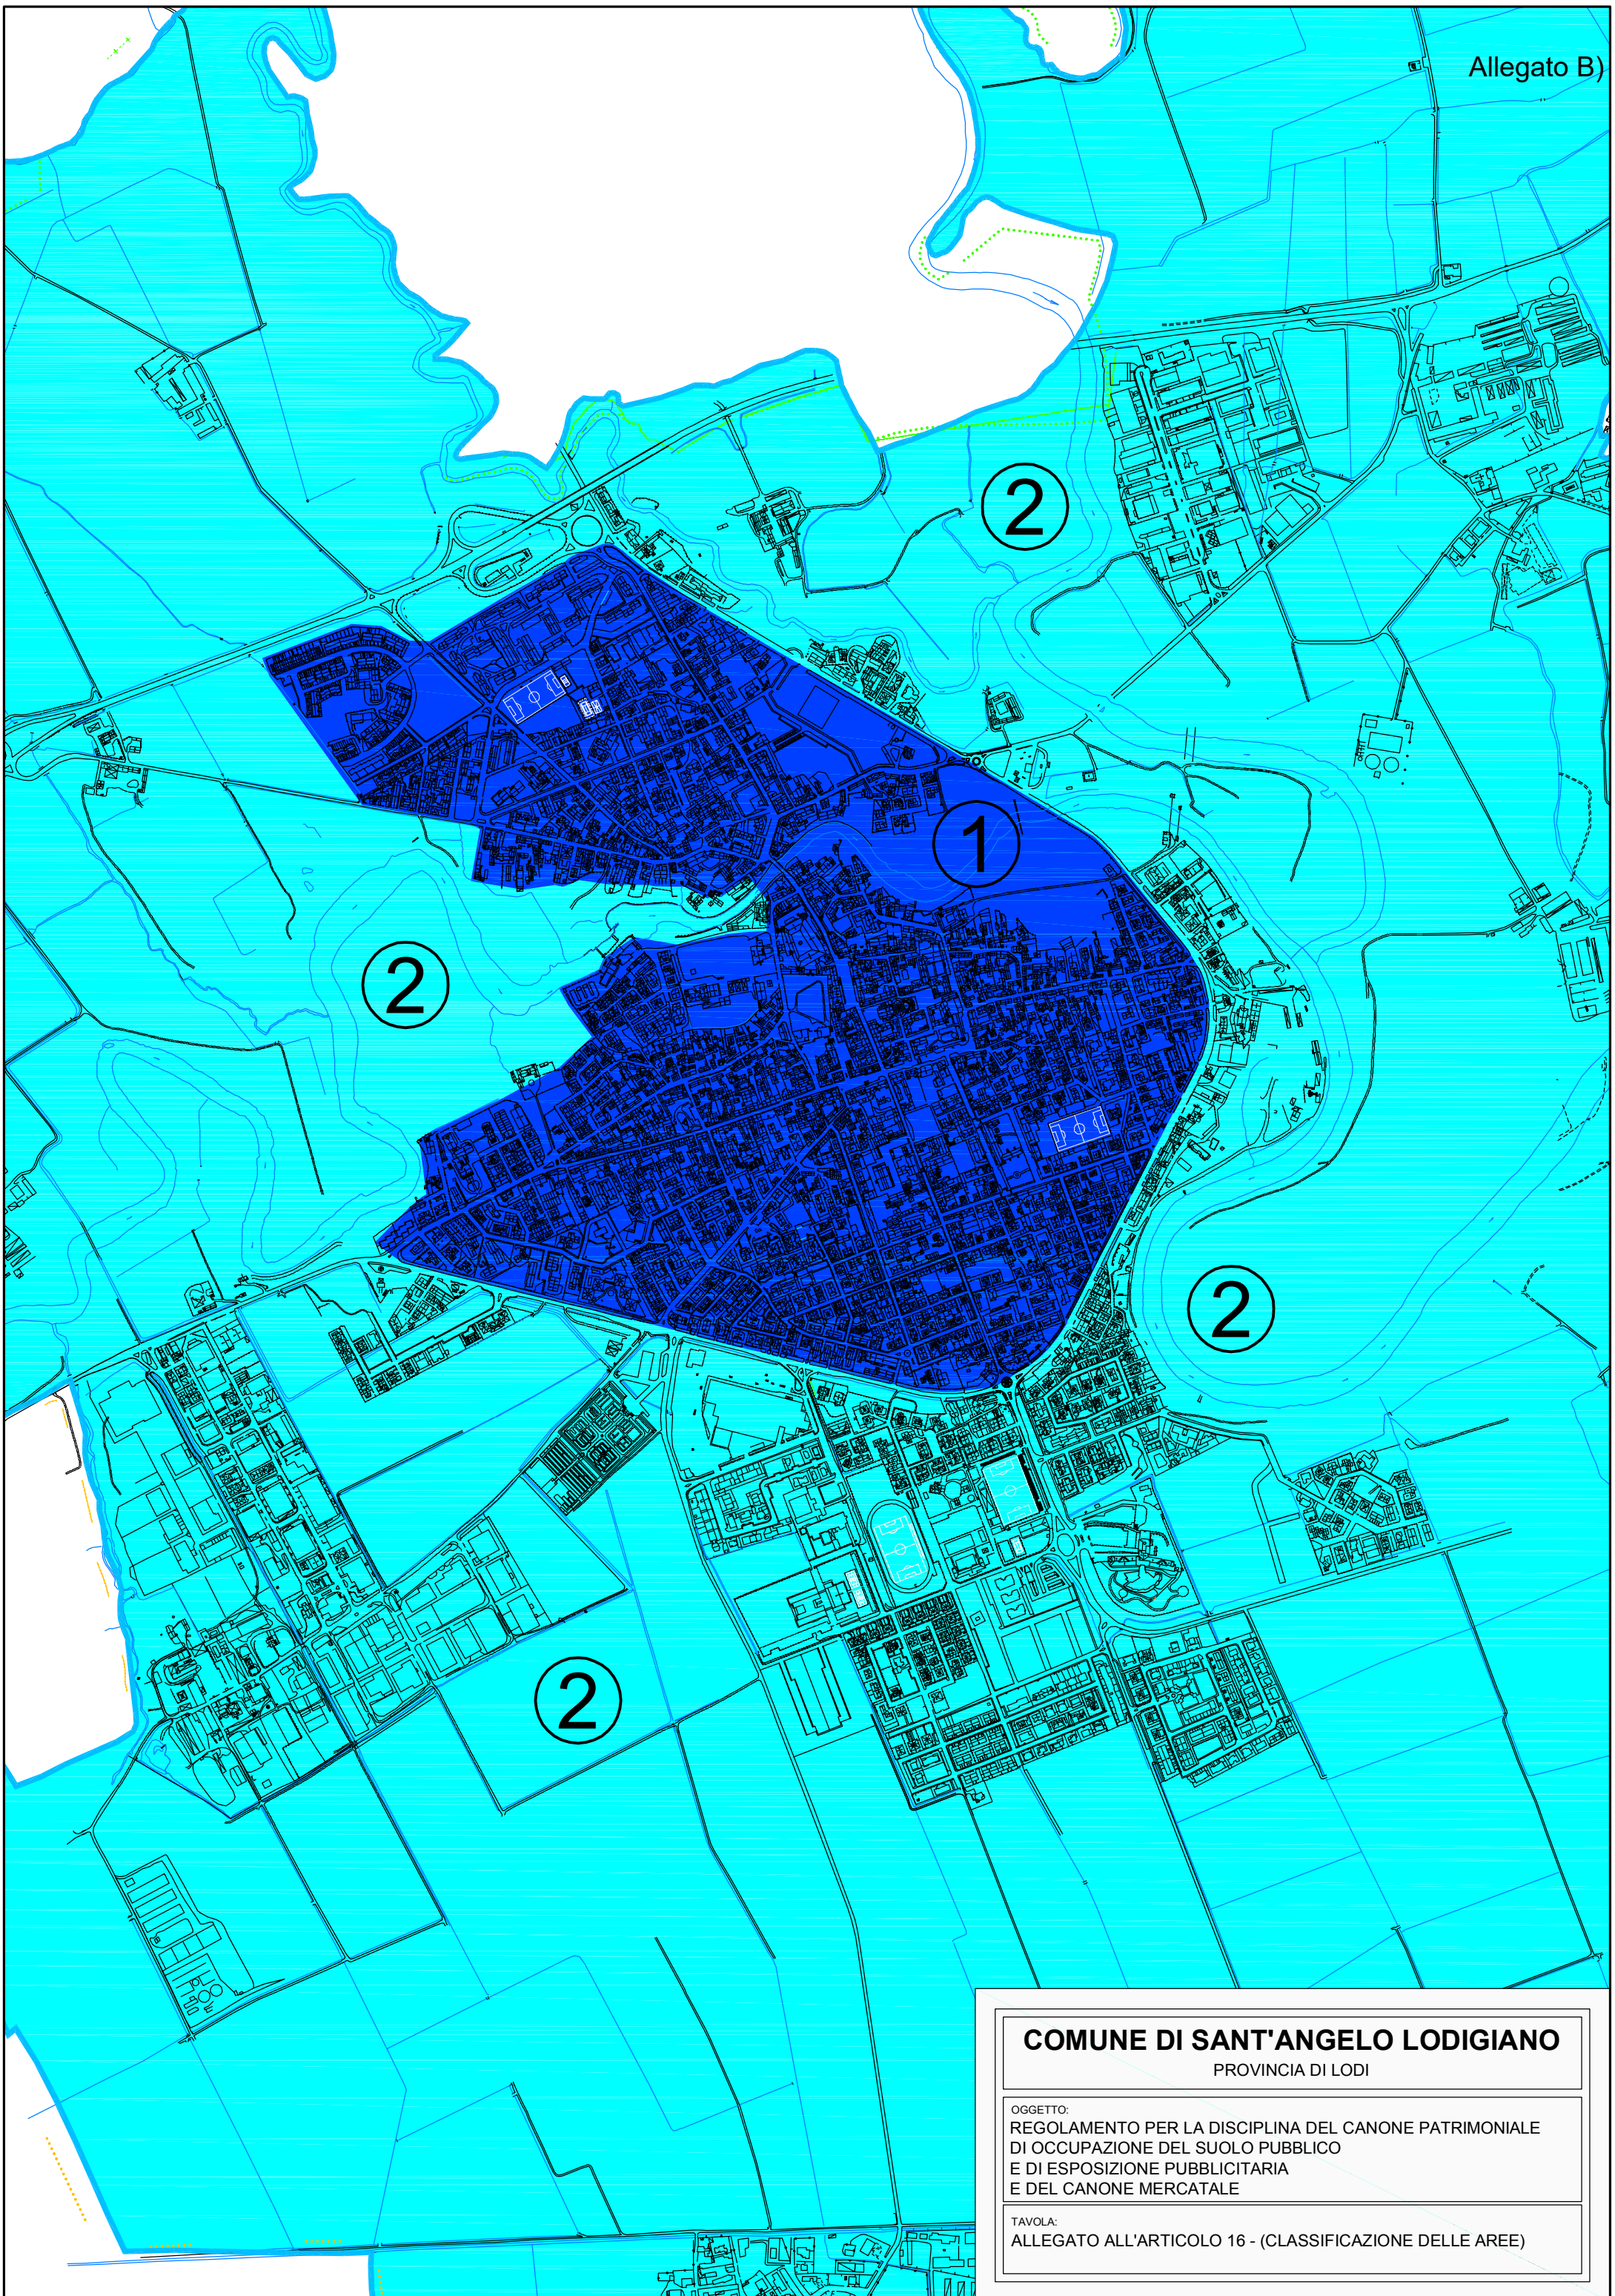 Allegato B)
2
1
2
2
2
COMUNE DI SANT'ANGELO LODIGIANO
PROVINCIA DI LODI
OGGETTO:
REGOLAMENTO PER LA DISCIPLINA DEL CANONE PATRIMONIALE
DI OCCUPAZIONE DEL SUOLO PUBBLICO
E DI ESPOSIZIONE PUBBLICITARIA
E DEL CANONE MERCATALE
TAVOLA:
ALLEGATO ALL'ARTICOLO 16 - (CLASSIFICAZIONE DELLE AREE)